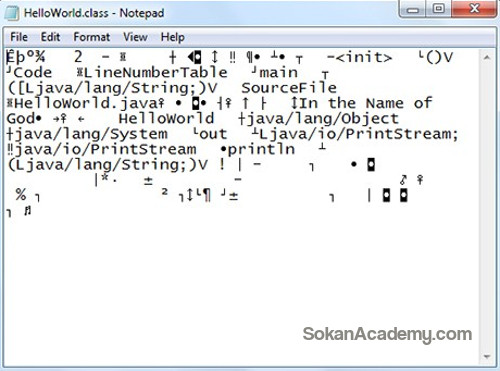 HelloWorld.class - Notepad
File Edit Format View Help
Êþº¾ 2 - <init> ()V
Code LineNumberTable main
([Ljava/lang/String;)V SourceFile
HelloWorld.java In the Name of
God HelloWorld java/lang/Object
java/lang/System out Ljava/io/PrintStream;
java/io/PrintStream println
(Ljava/lang/String;)V ! | -
|*· ± -
% ² ±
SokanAcademy.com